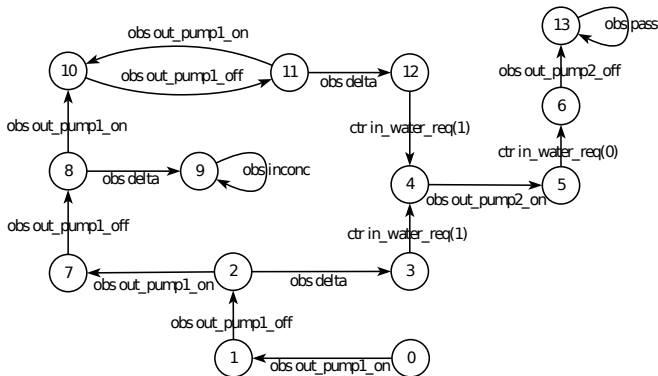 13
obs pass
obs out_pump1_on
10
obs out_pump1_off
11
obs delta
12
obs out_pump2_off
6
obs out_pump1_on
ctr in_water_req(1)
ctr in_water_req(0)
8
obs delta
9
obs inconc
4
obs out_pump2_on
5
obs out_pump1_off
ctr in_water_req(1)
7
obs out_pump1_on
2
obs delta
3
obs out_pump1_off
1
obs out_pump1_on
0